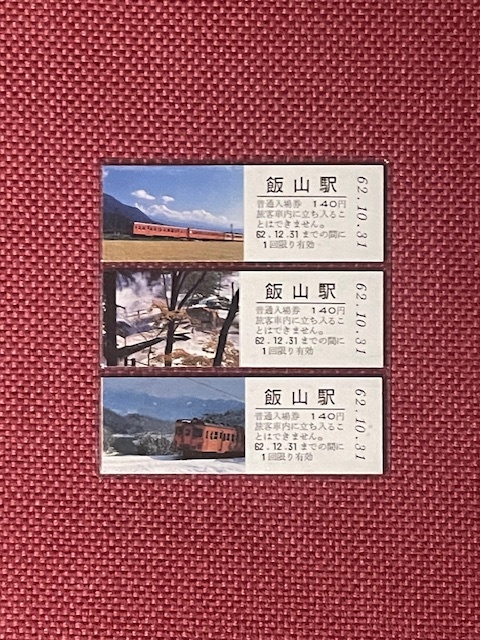 飯山駅
普通入場券 140円
旅客車内に立ち入るこ
とはできません。
62.12.31までの間に
1回限り有効
62.10.31
飯山駅
普通入場券 140円
旅客車内に立ち入るこ
とはできません。
62.12.31までの間に
1回限り有効
62.10.31
飯山駅
普通入場券 140円
旅客車内に立ち入るこ
とはできません。
62.12.31までの間に
1回限り有効
62.10.31